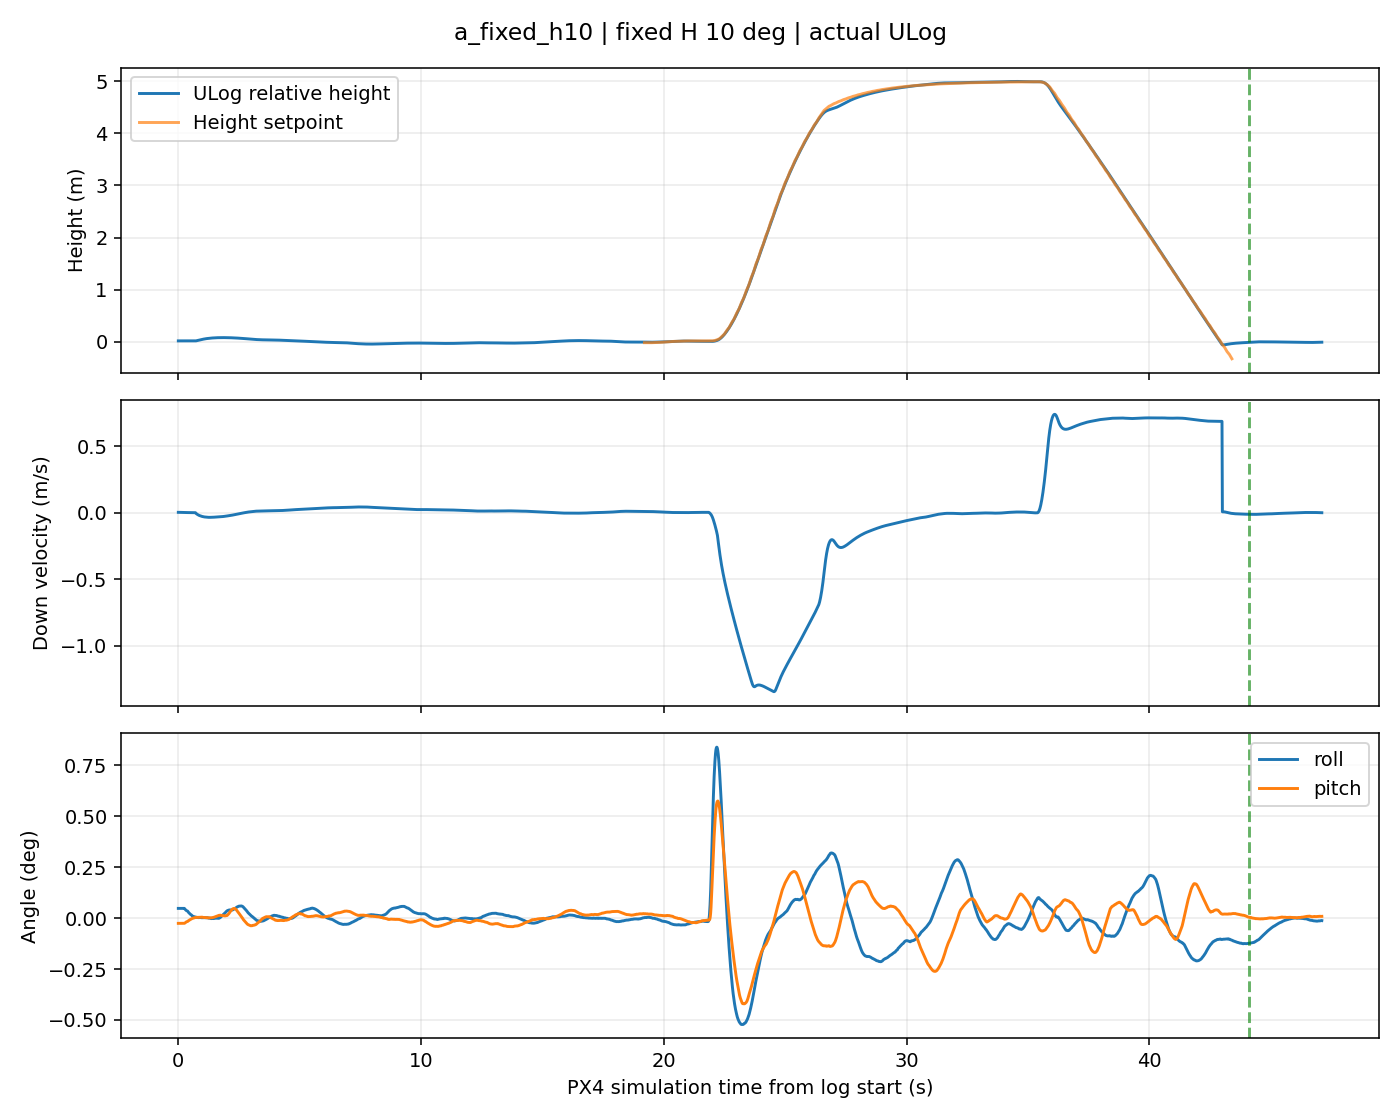 a_fixed_h10 | fixed H 10 deg | actual ULog
5
4
3
2
1
0
Height (m)
ULog relative height
Height setpoint
0.5
0.0
−0.5
−1.0
Down velocity (m/s)
0.75
0.50
0.25
0.00
−0.25
−0.50
Angle (deg)
roll
pitch
0
10
20
30
40
PX4 simulation time from log start (s)